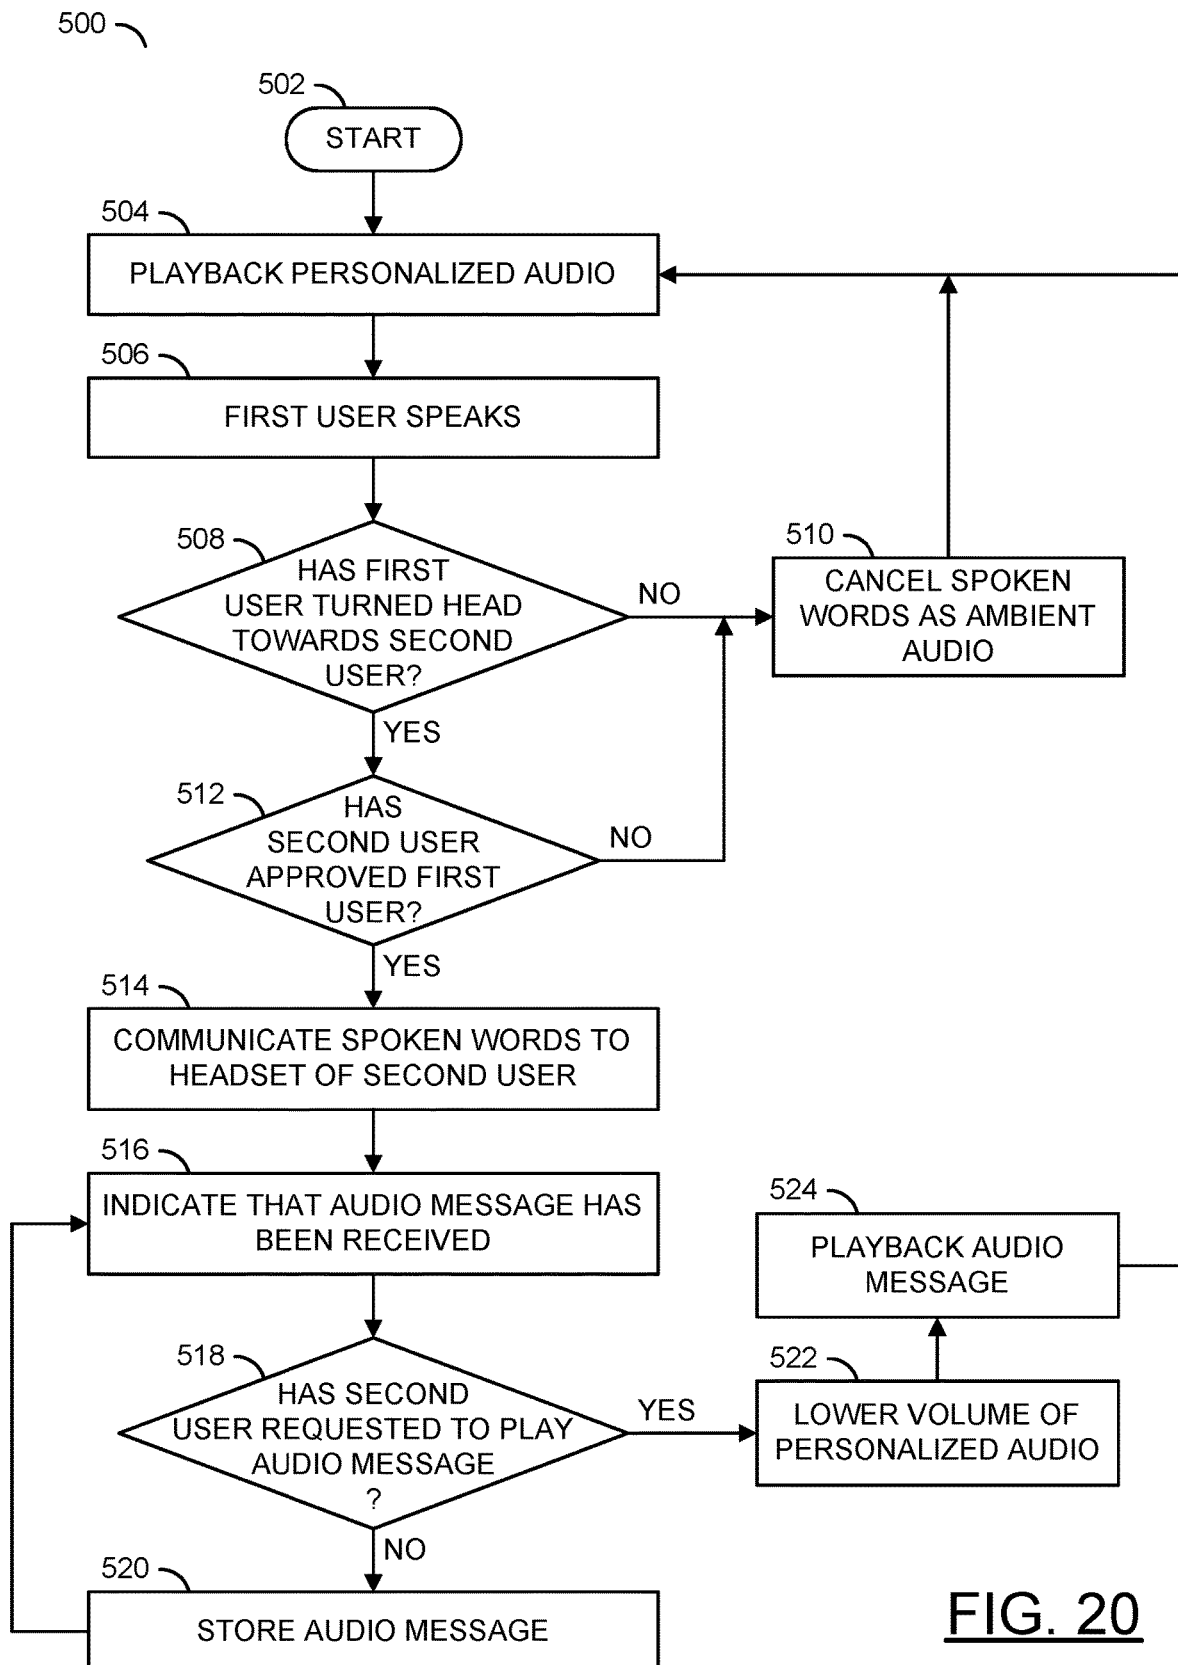 500
502
START
504
PLAYBACK PERSONALIZED AUDIO
506
FIRST USER SPEAKS
508
HAS FIRST
USER TURNED HEAD
TOWARDS SECOND
USER?
NO
YES
510
CANCEL SPOKEN
WORDS AS AMBIENT
AUDIO
512
HAS
SECOND USER
APPROVED FIRST
USER?
NO
YES
514
COMMUNICATE SPOKEN WORDS TO
HEADSET OF SECOND USER
516
INDICATE THAT AUDIO MESSAGE HAS
BEEN RECEIVED
518
HAS SECOND
USER REQUESTED TO PLAY
AUDIO MESSAGE
?
YES
NO
524
PLAYBACK AUDIO
MESSAGE
522
LOWER VOLUME OF
PERSONALIZED AUDIO
520
STORE AUDIO MESSAGE
FIG. 20